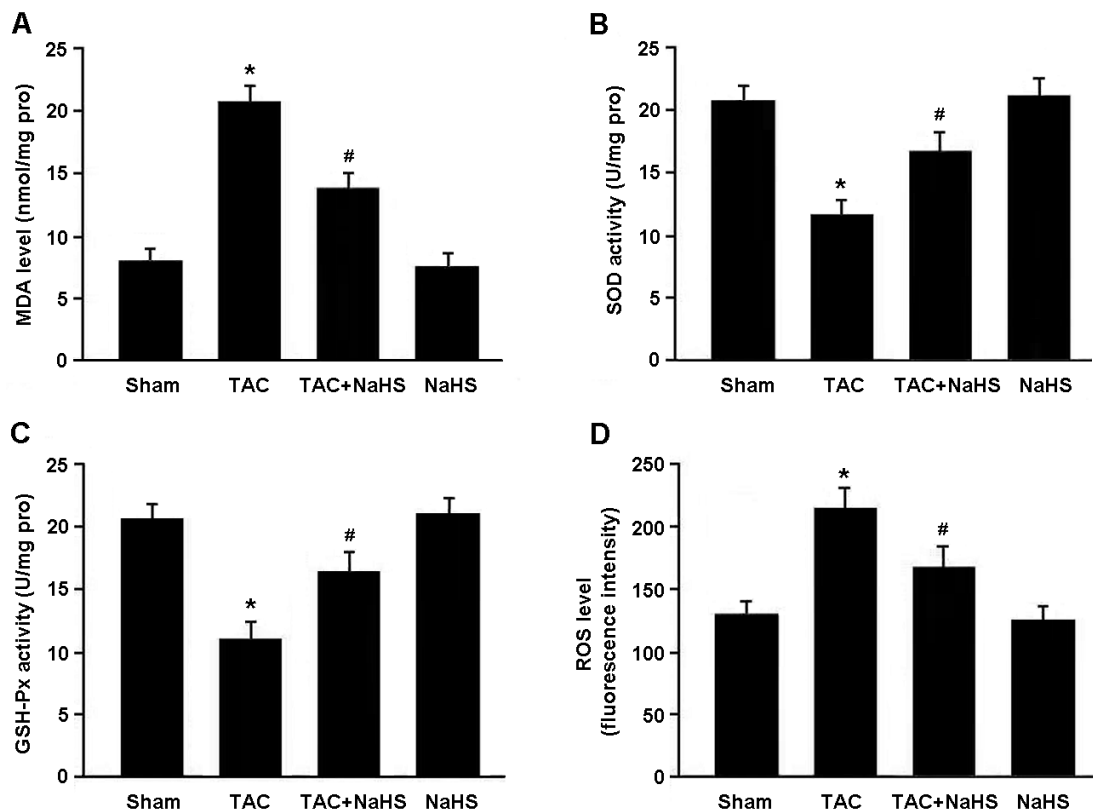 A
MDA level (nmol/mg pro)
25
20
15
10
5
0
*
#
Sham TAC TAC+NaHS NaHS
B
SOD activity (U/mg pro)
25
20
15
10
5
0
*
#
Sham TAC TAC+NaHS NaHS
C
GSH-Px activity (U/mg pro)
25
20
15
10
5
0
*
#
Sham TAC TAC+NaHS NaHS
D
ROS level
(fluorescence intensity)
250
200
150
100
50
0
*
#
Sham TAC TAC+NaHS NaHS